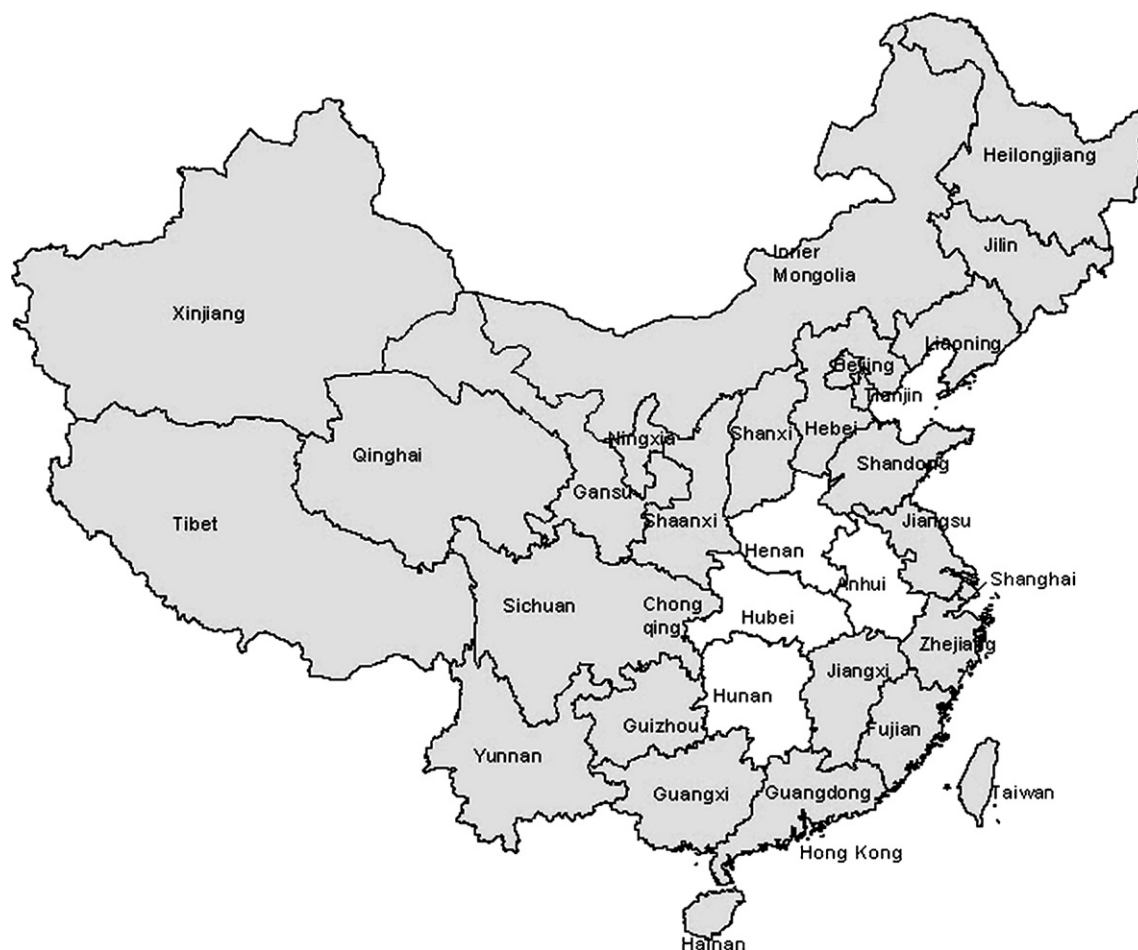 Heilongjiang
Jilin
Inner
Mongolia
Xinjiang
Liaoning
Beijing
Tianjin
Hebei
Shanxi
Ningxia
Qinghai
Shandong
Gansu
Shaanxi
Tibet
Jiangsu
Henan
Anhui
Shanghai
Sichuan
Chong
qing
Hubei
Zhejiang
Jiangxi
Hunan
Guizhou
Fujian
Yunnan
Guangxi
Guangdong
Taiwan
Hong Kong
Hainan